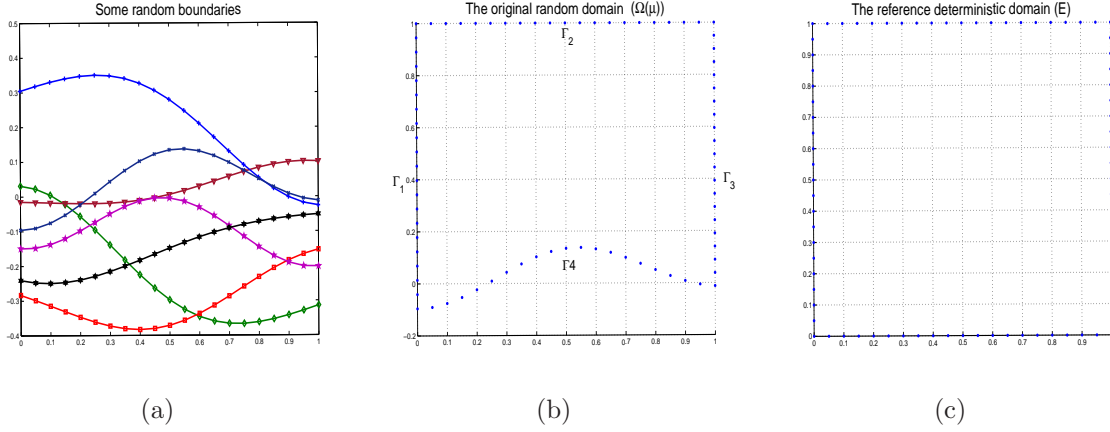 Some random boundaries
0.5
0.4
0.3
0.2
0.1
0
−0.1
−0.2
−0.3
−0.4
0 0.1 0.2 0.3 0.4 0.5 0.6 0.7 0.8 0.9 1
(a)
The original random domain (Ω(μ))
Γ2
1
0.8
0.6
0.4
Γ1
Γ3
0.2
Γ4
0
−0.2
0 0.1 0.2 0.3 0.4 0.5 0.6 0.7 0.8 0.9 1
(b)
The reference deterministic domain (E)
1
0.9
0.8
0.7
0.6
0.5
0.4
0.3
0.2
0.1
0
0 0.1 0.2 0.3 0.4 0.5 0.6 0.7 0.8 0.9 1
(c)